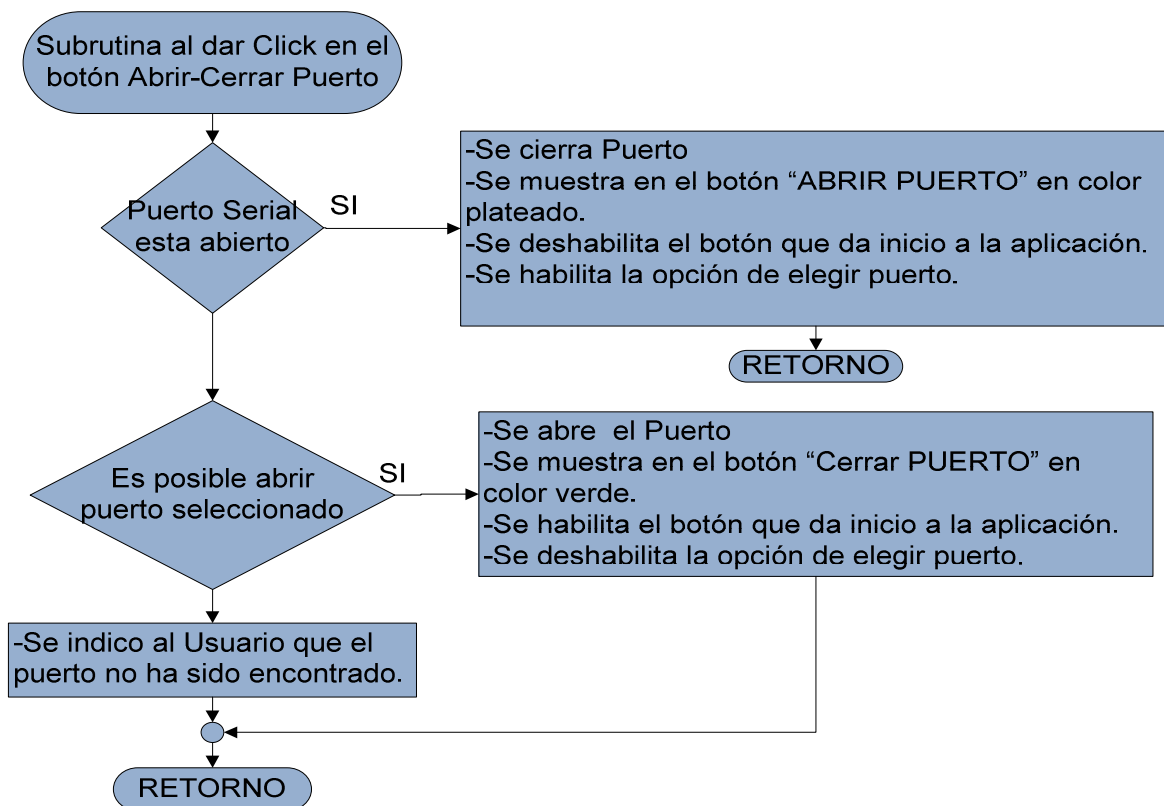 Subrutina al dar Click en el
botón Abrir-Cerrar Puerto
Puerto Serial
esta abierto
SI
-Se cierra Puerto
-Se muestra en el botón “ABRIR PUERTO” en color
plateado.
-Se deshabilita el botón que da inicio a la aplicación.
-Se habilita la opción de elegir puerto.
RETORNO
Es posible abrir
puerto seleccionado
SI
-Se abre el Puerto
-Se muestra en el botón “Cerrar PUERTO” en
color verde.
-Se habilita el botón que da inicio a la aplicación.
-Se deshabilita la opción de elegir puerto.
-Se indico al Usuario que el
puerto no ha sido encontrado.
RETORNO